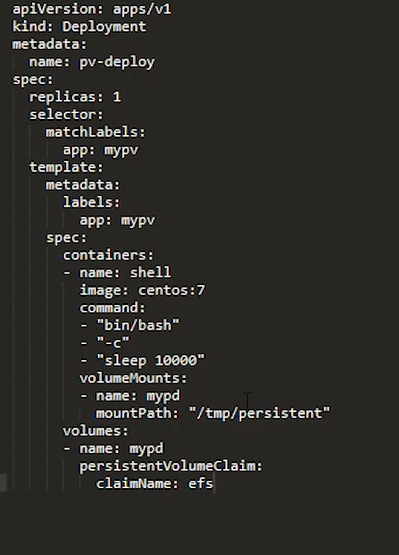 apiVersion: apps/v1
kind: Deployment
metadata:
  name: pv-deploy
spec:
  replicas: 1
  selector:
    matchLabels:
      app: mypv
  template:
    metadata:
      labels:
        app: mypv
    spec:
      containers:
      - name: shell
        image: centos:7
        command:
        - "bin/bash"
        - "-c"
        - "sleep 10000"
        volumeMounts:
        - name: mypd
          mountPath: "/tmp/persistent"
      volumes:
      - name: mypd
        persistentVolumeClaim:
          claimName: efs